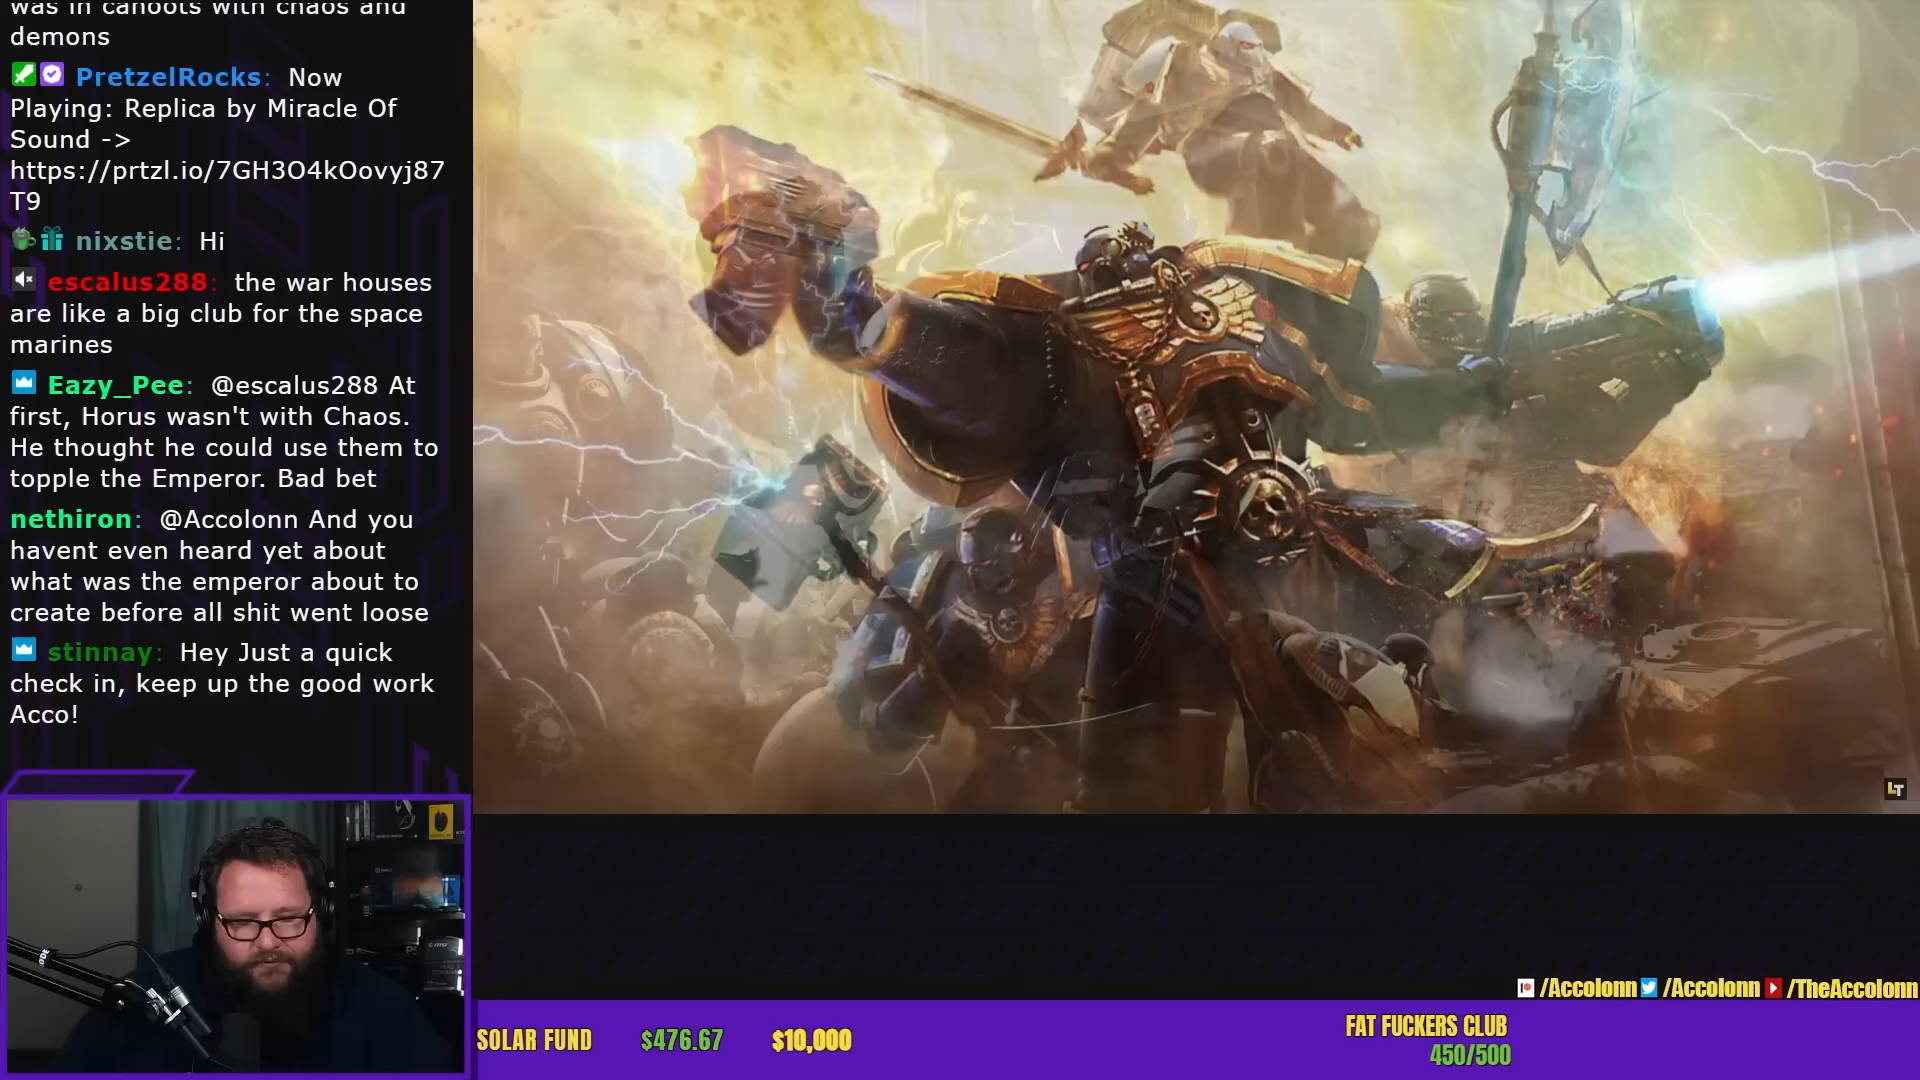 was in cahoots with chaos and
demons
PretzelRocks: Now
Playing: Replica by Miracle Of
Sound ->
https://prtzl.io/7GH3O4kOovyj87
T9
nixstie: Hi
escalus288: the war houses
are like a big club for the space
marines
Eazy_Pee: @escalus288 At
first, Horus wasn't with Chaos.
He thought he could use them to
topple the Emperor. Bad bet
nethiron: @Accolonn And you
havent even heard yet about
what was the emperor about to
create before all shit went loose
stinnay: Hey Just a quick
check in, keep up the good work
Acco!
LT
/Accolonn /Accolonn /TheAccolonn
SOLAR FUND $476.67 $10,000
FAT FUCKERS CLUB
450/500